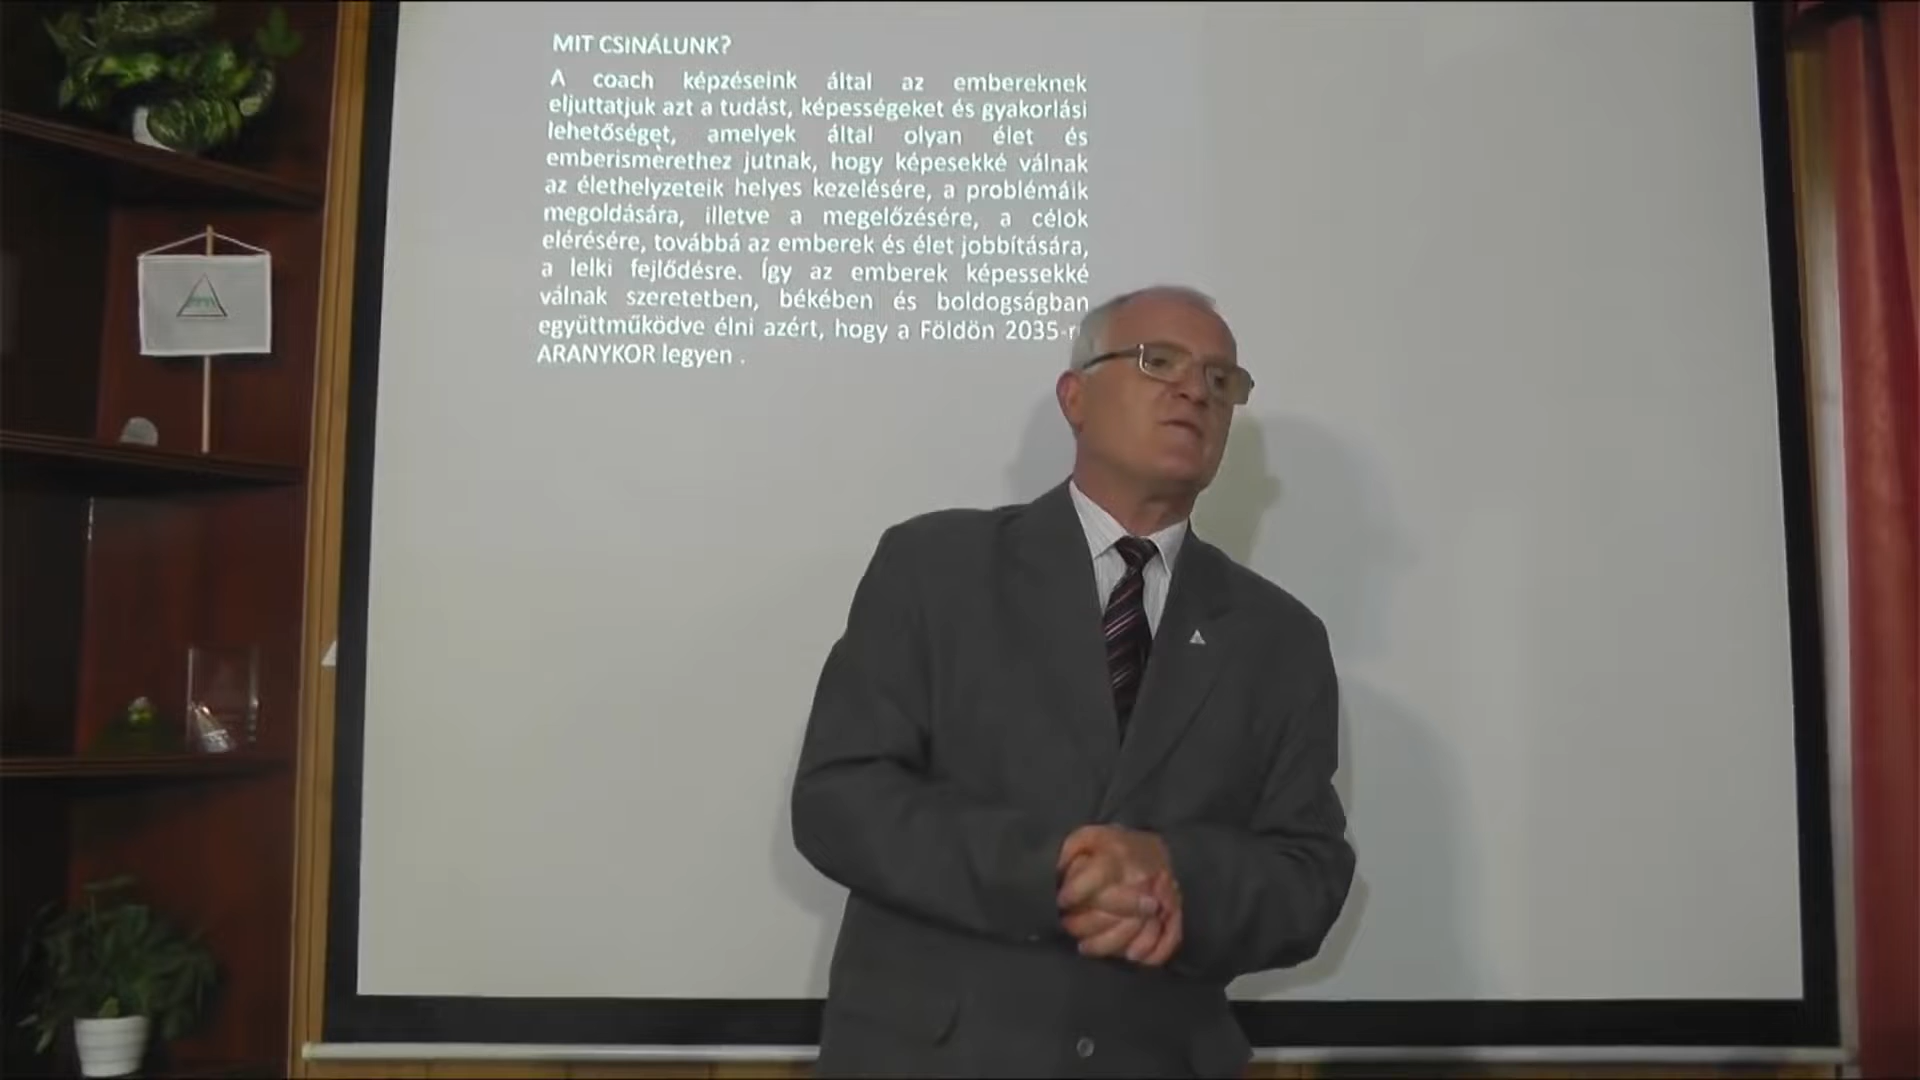 MIT CSINÁLUNK?
A coach képzéseink által az embereknek
eljuttatjuk azt a tudást, képességeket és gyakorlási
lehetőséget, amelyek által olyan élet és
emberismerethez jutnak, hogy képesekké válnak
az élethelyzeteik helyes kezelésére, a problémáik
megoldására, illetve a megelőzésére, a célok
elérésére, továbbá az emberek és élet jobbítására,
a lelki fejlődésre. Így az emberek képessekké
válnak szeretetben, békében és boldogságban
együttműködve élni azért, hogy a Földön 2035-r
ARANYKOR legyen .